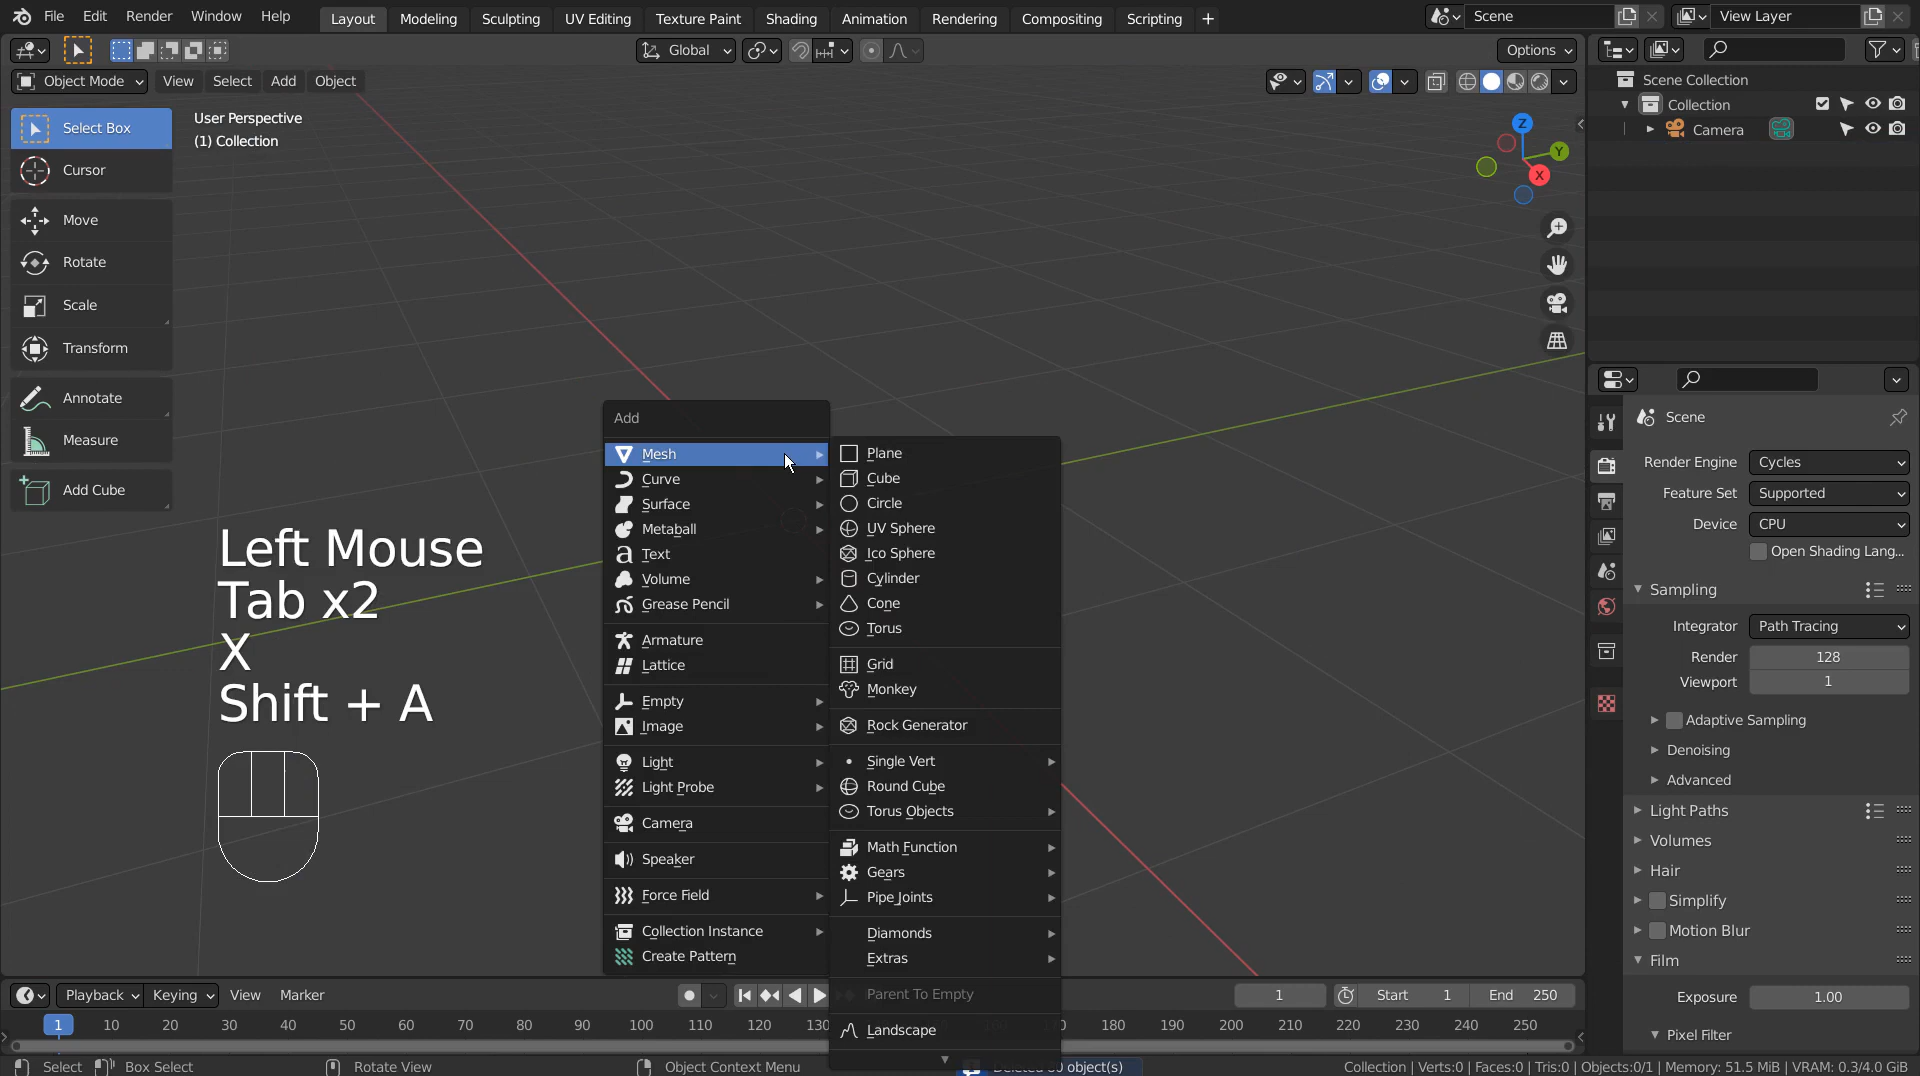 File Edit Render Window Help Layout Modeling Sculpting UV Editing Texture Paint Shading Animation Rendering Compositing Scripting + Scene View Layer
Global Options
Object Mode View Select Add Object
Scene Collection
Collection
Camera
Select Box
Cursor
Move
Rotate
Scale
Transform
Annotate
Measure
Add Cube
User Perspective
(1) Collection
Z
Y
X
Left Mouse
Tab x2
X
Shift + A
Add
Mesh
Curve
Surface
Metaball
Text
Volume
Grease Pencil
Armature
Lattice
Empty
Image
Light
Light Probe
Camera
Speaker
Force Field
Collection Instance
Create Pattern
Plane
Cube
Circle
UV Sphere
Ico Sphere
Cylinder
Cone
Torus
Grid
Monkey
Rock Generator
Single Vert
Round Cube
Torus Objects
Math Function
Gears
Pipe Joints
Diamonds
Extras
Parent To Empty
Landscape
Scene
Render Engine Cycles
Feature Set Supported
Device CPU
Open Shading Lang...
Sampling
Integrator Path Tracing
Render 128
Viewport 1
Adaptive Sampling
Denoising
Advanced
Light Paths
Volumes
Hair
Simplify
Motion Blur
Film
Exposure 1.00
Pixel Filter
Playback Keying View Marker 1 Start 1 End 250
1 10 20 30 40 50 60 70 80 90 100 110 120 130 180 190 200 210 220 230 240 250
Select Box Select Rotate View Object Context Menu object(s) Collection | Verts:0 | Faces:0 | Tris:0 | Objects:0/1 | Memory: 51.5 MiB | VRAM: 0.3/4.0 GiB